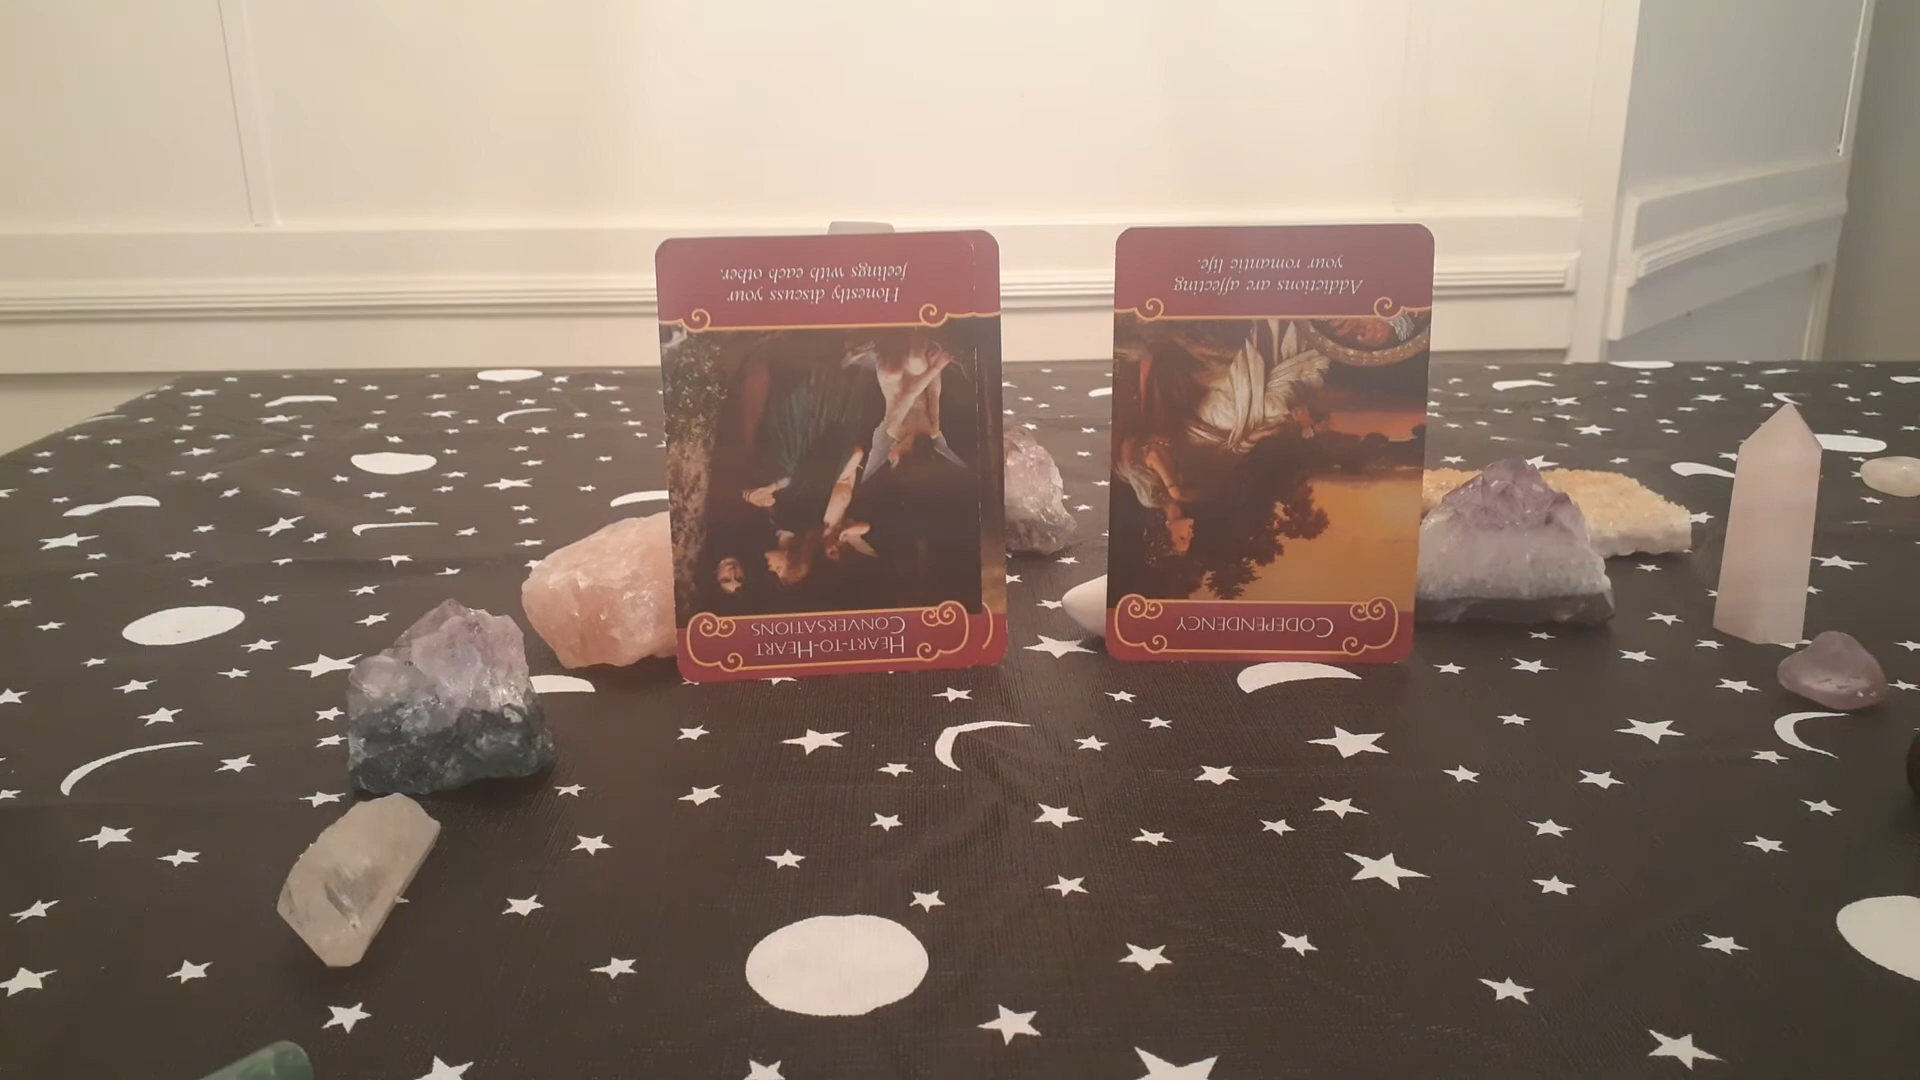 HEART-TO-HEART
CONVERSATIONS
Honestly discuss your
feelings with each other.
CODEPENDENCY
Addictions are affecting
your romantic life.